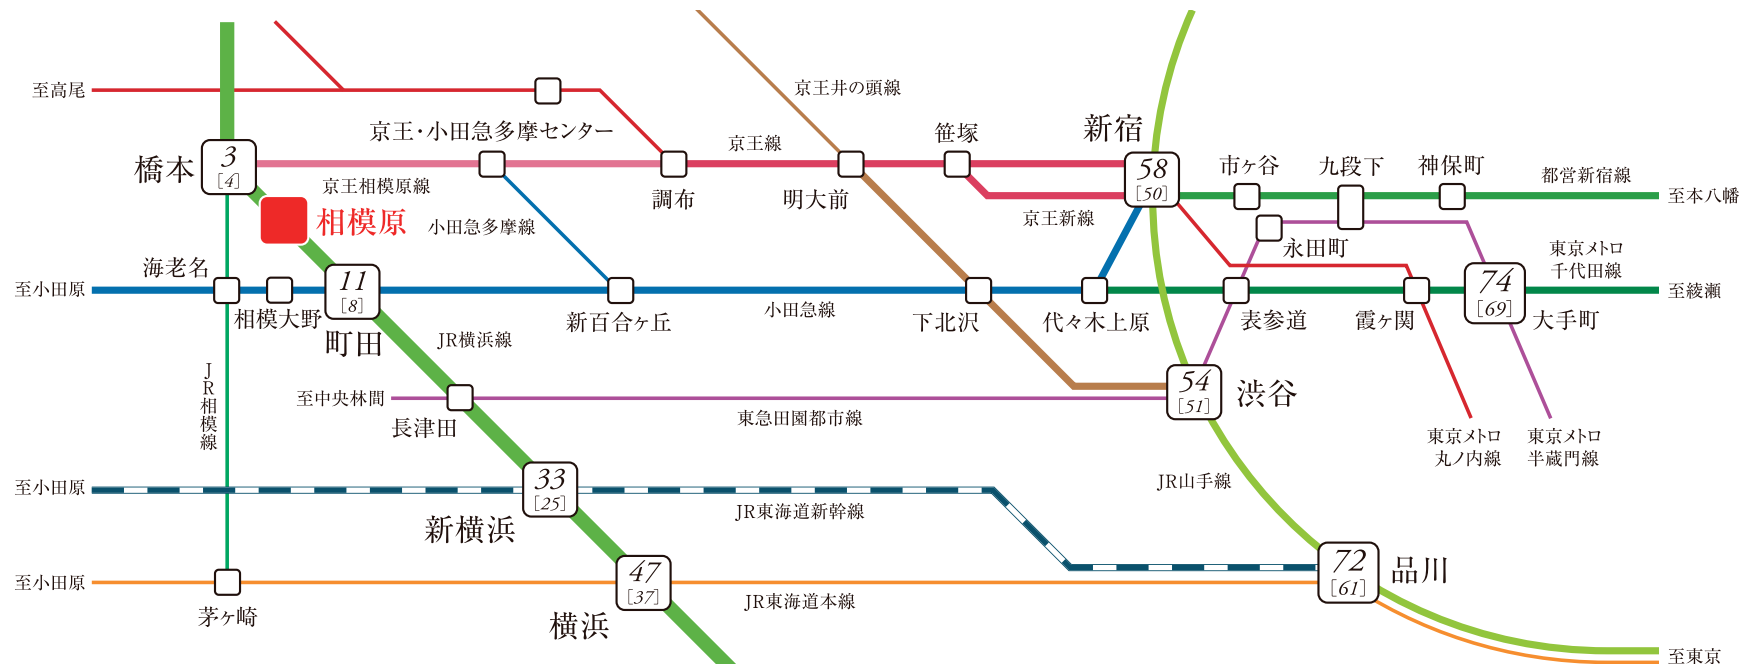 京王井の頭線
至高尾
京王・小田急多摩センター
京王線
笹塚
新宿
橋本
3
[4]
58
[50]
市ヶ谷
九段下
神保町
都営新宿線
至本八幡
京王相模原線
調布
明大前
京王新線
相模原
小田急多摩線
永田町
東京メトロ
千代田線
海老名
至小田原
11
[8]
74
[69]
至綾瀬
相模大野
町田
新百合ヶ丘
小田急線
下北沢
代々木上原
表参道
霞ヶ関
大手町
JR横浜線
JR相模線
至中央林間
長津田
東急田園都市線
54
[51]
渋谷
東京メトロ
丸ノ内線
東京メトロ
半蔵門線
至小田原
33
[25]
新横浜
JR東海道新幹線
JR山手線
至小田原
47
[37]
横浜
JR東海道本線
72
[61]
品川
茅ヶ崎
至東京